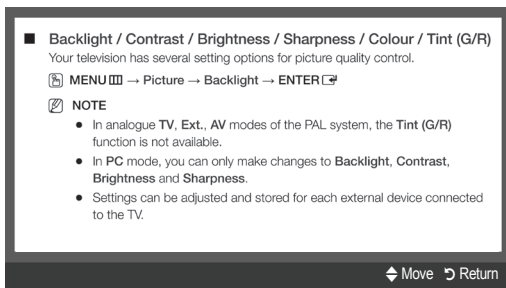 ■ Backlight / Contrast / Brightness / Sharpness / Colour / Tint (G/R)
Your television has several setting options for picture quality control.
MENU → Picture → Backlight → ENTER
NOTE
● In analogue TV, Ext., AV modes of the PAL system, the Tint (G/R)
function is not available.
● In PC mode, you can only make changes to Backlight, Contrast,
Brightness and Sharpness.
● Settings can be adjusted and stored for each external device connected
to the TV.
Move Return